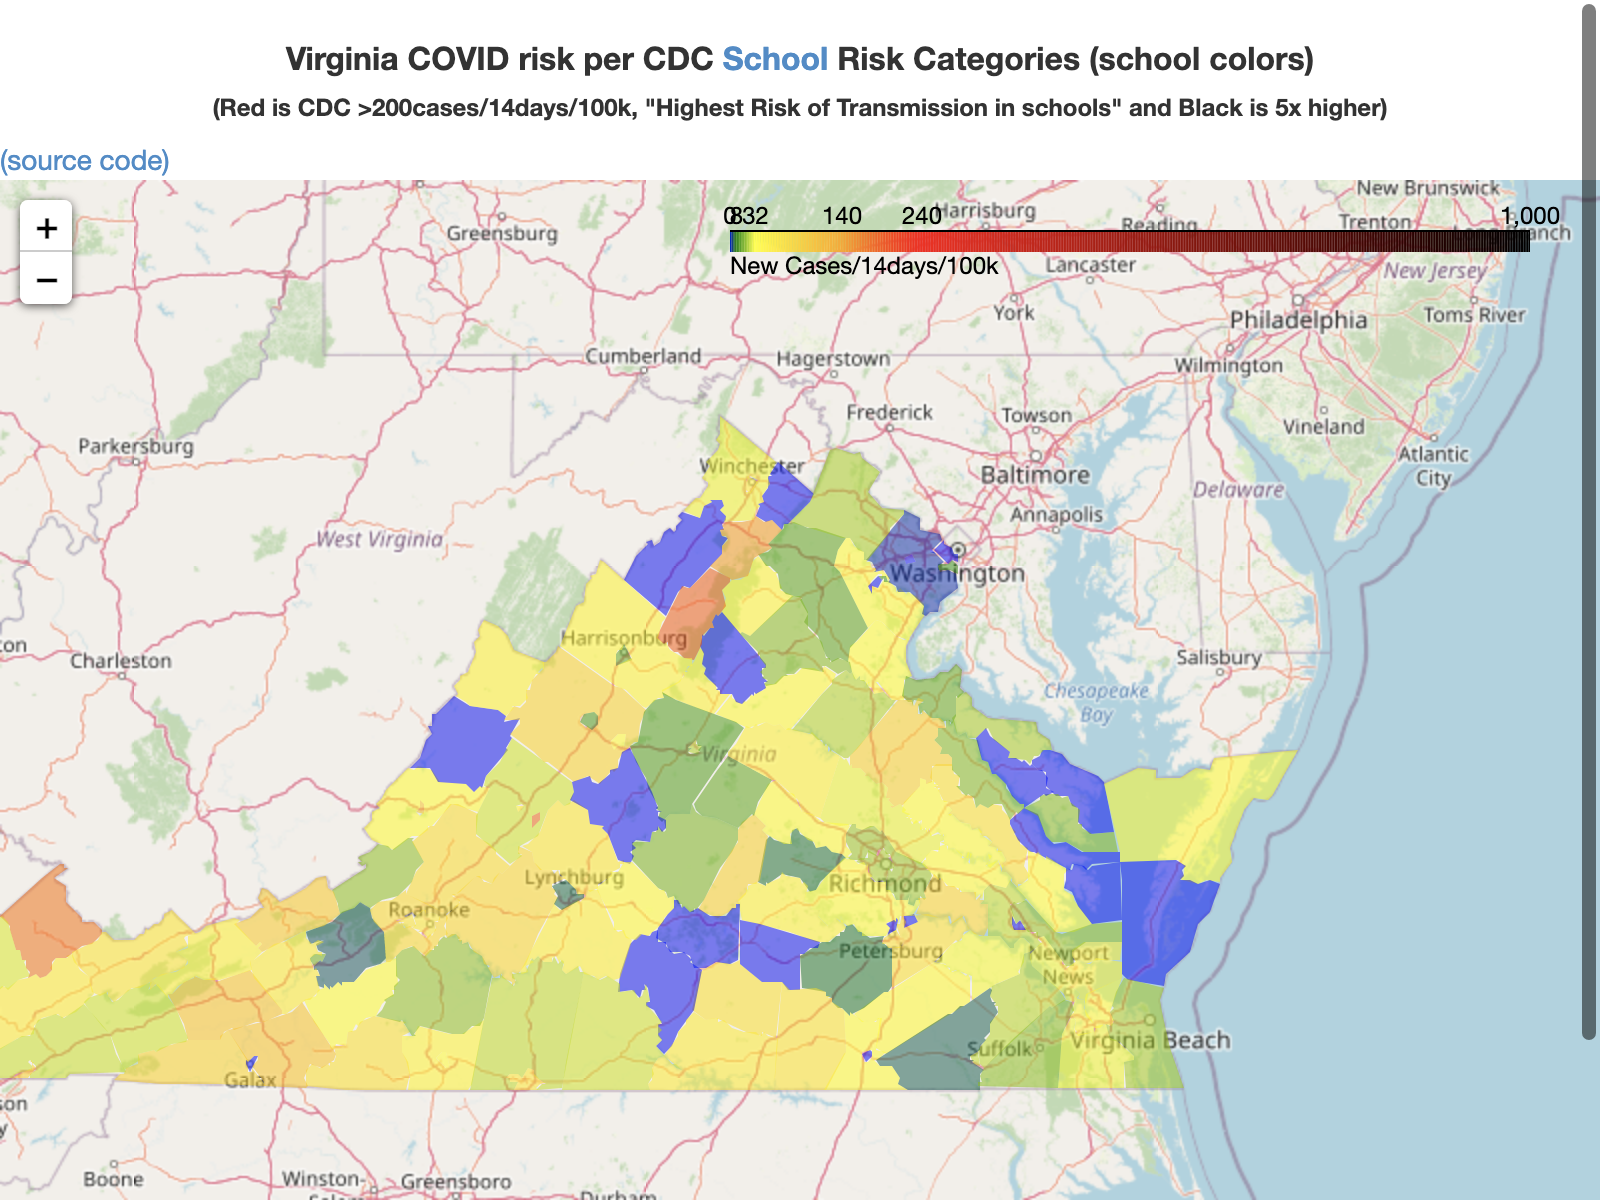 Virginia COVID risk per CDC School Risk Categories (school colors)
(Red is CDC >200cases/14days/100k, "Highest Risk of Transmission in schools" and Black is 5x higher)
(source code)
+
−
0832 140 240 1,000
New Cases/14days/100k
New Brunswick
Harrisburg
Reading
Trenton
Greensburg
Lancaster
New Jersey
York
Philadelphia
Toms River
Cumberland
Hagerstown
Wilmington
Frederick
Towson
Vineland
Parkersburg
Winchester
Baltimore
Atlantic
City
Delaware
Annapolis
West Virginia
Washington
Harrisonburg
Charleston
Salisbury
Chesapeake
Bay
Virginia
Lynchburg
Richmond
Roanoke
Petersburg
Newport
News
Virginia Beach
Suffolk
Galax
Boone
Winston-
Greensboro
Durham